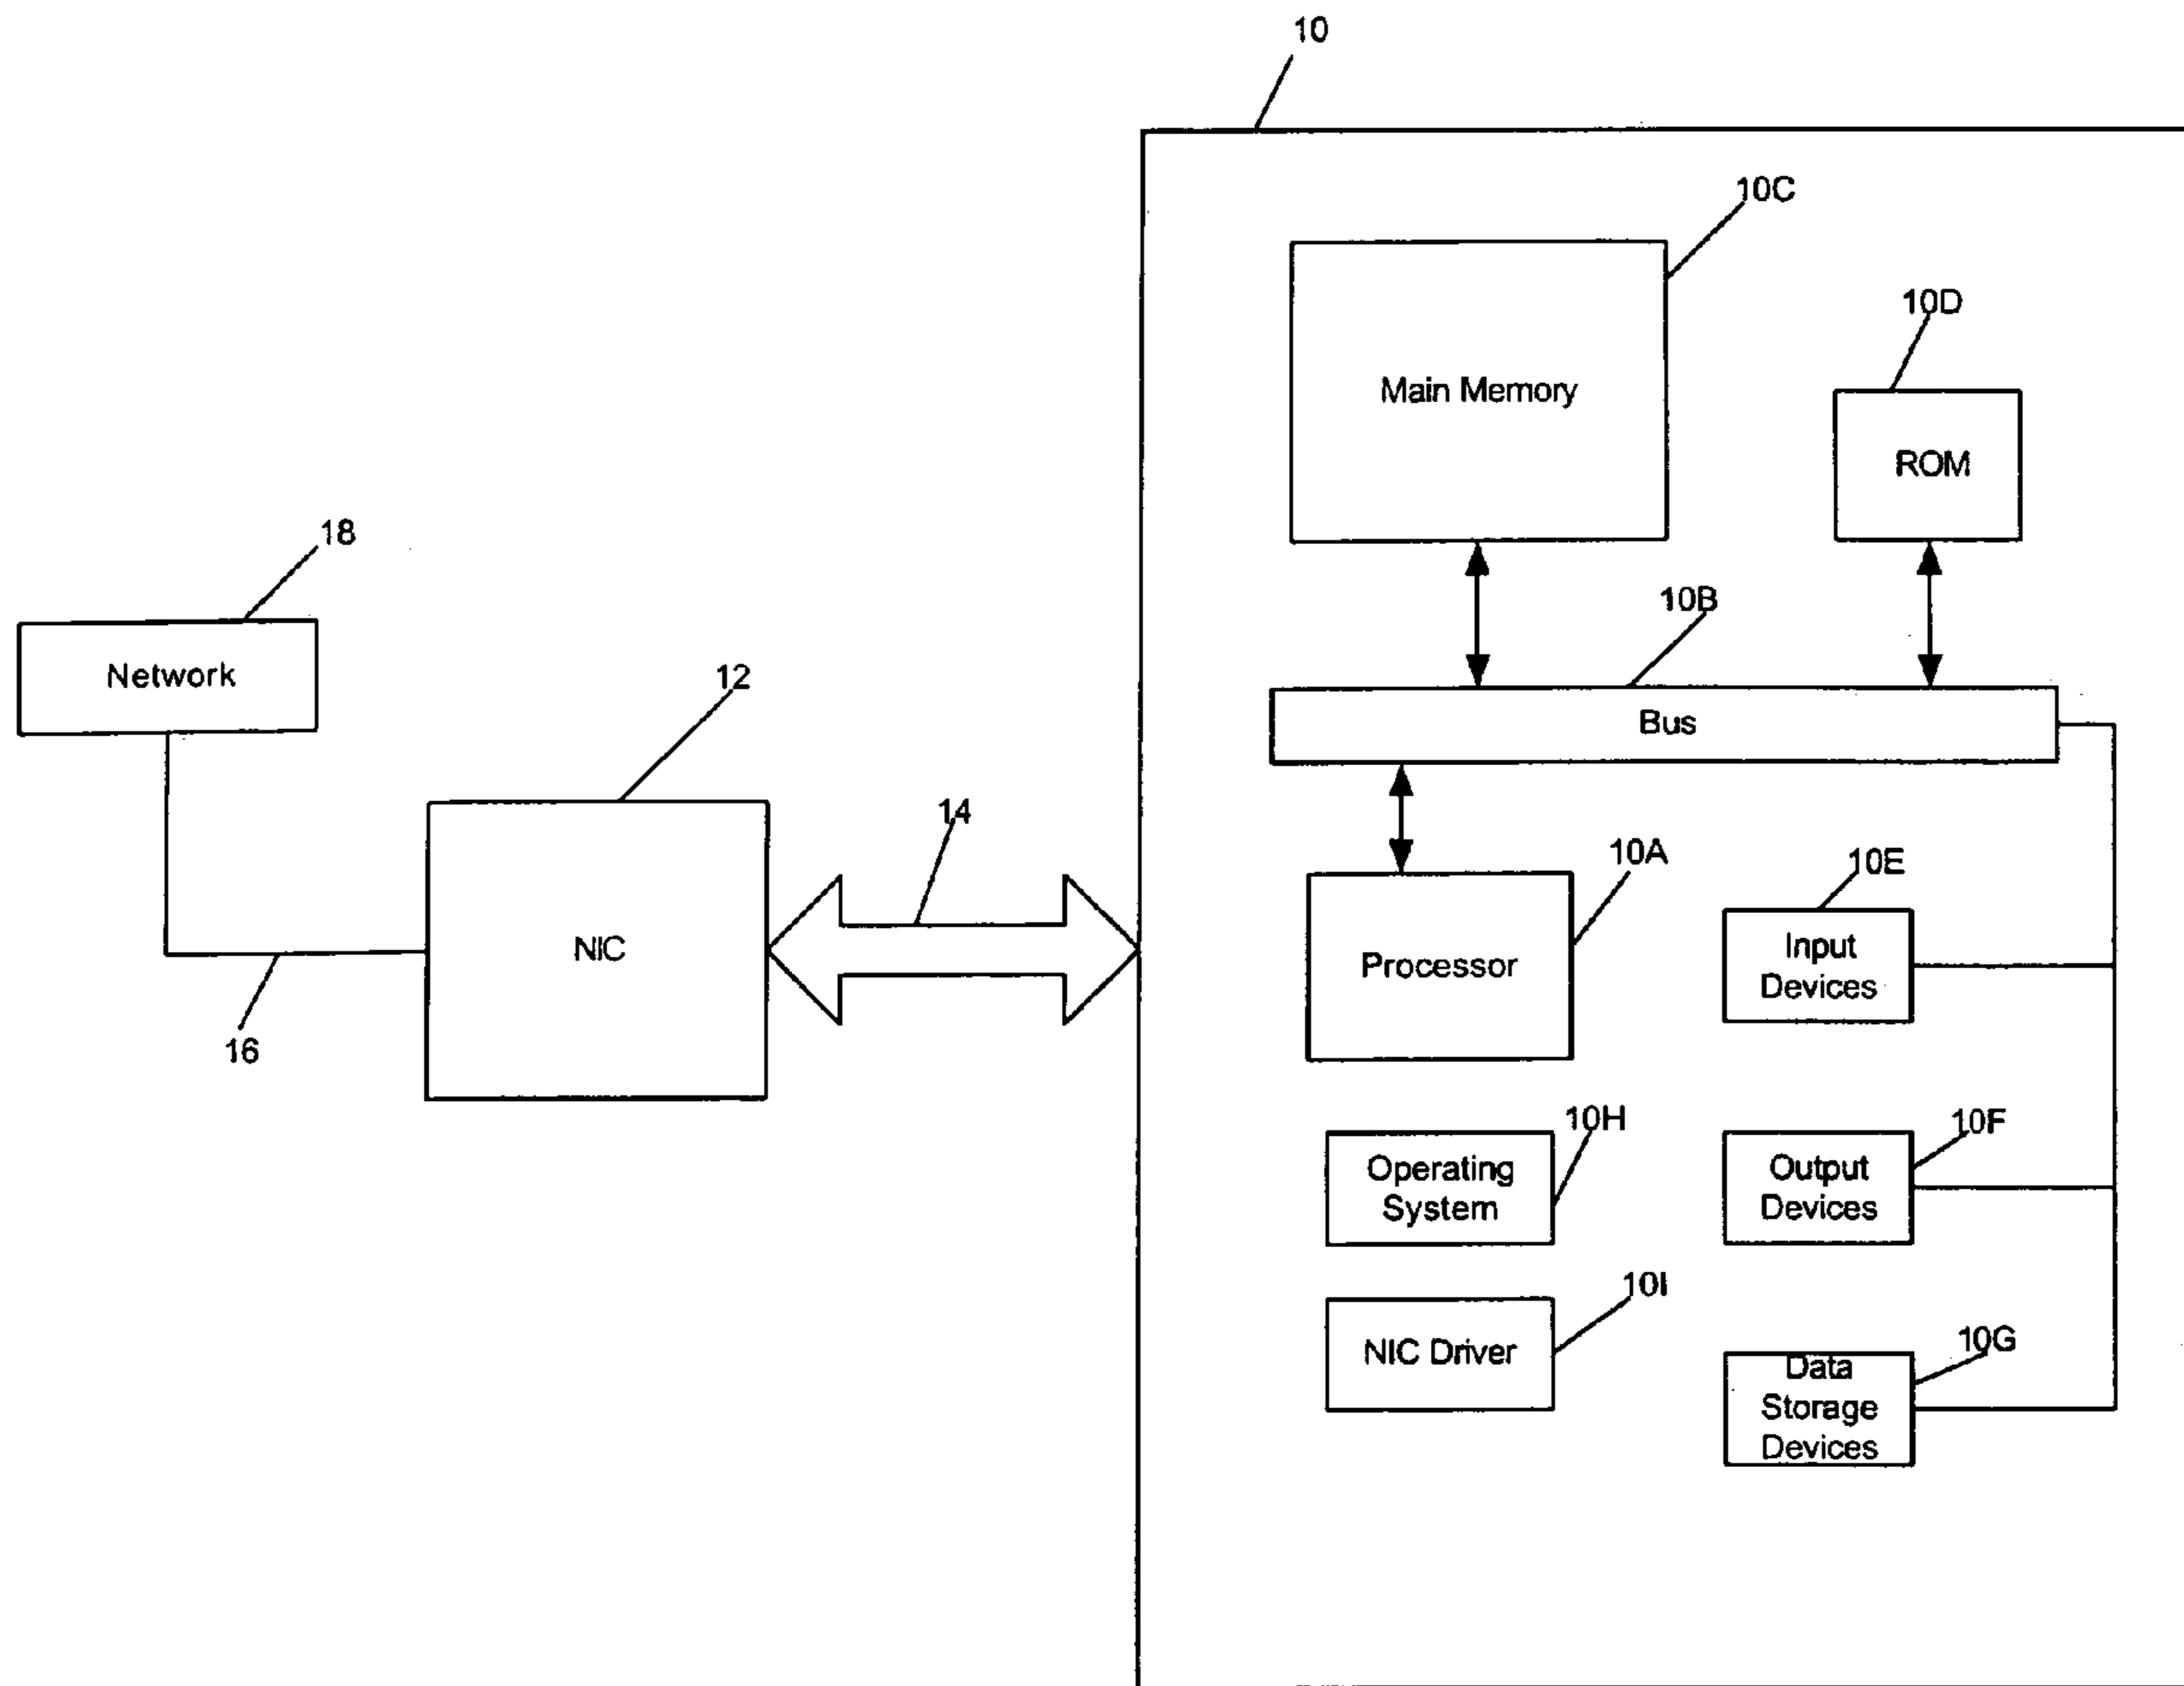 10
10C
Main Memory
10D
ROM
18
Network
10B
Bus
12
NIC
14
16
10A
Processor
10E
Input
Devices
10H
Operating
System
10F
Output
Devices
10I
NIC Driver
10G
Data
Storage
Devices